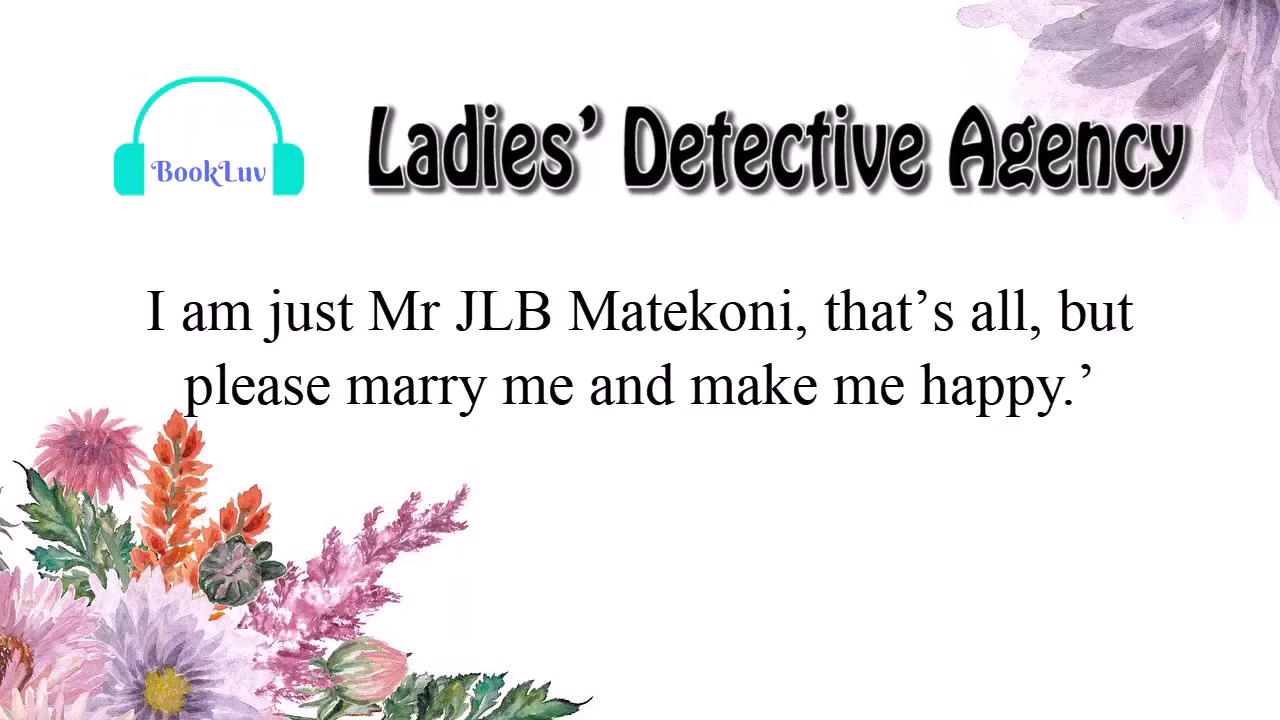 BookLuv
Ladies’ Detective Agency
I am just Mr JLB Matekoni, that’s all, but
please marry me and make me happy.’